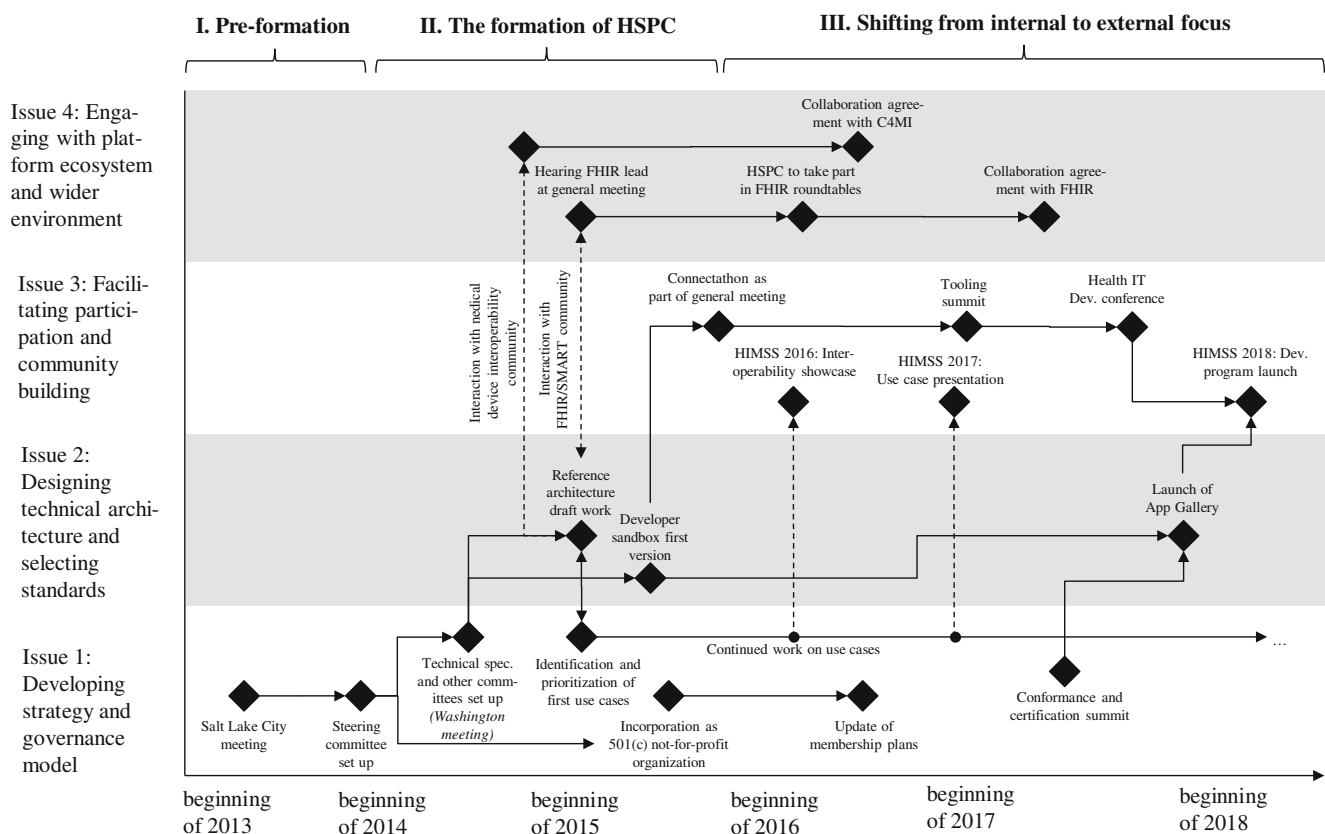 I. Pre-formation
II. The formation of HSPC
III. Shifting from internal to external focus
Issue 4: Enga-
ging with plat-
form ecosystem
and wider
environment
Collaboration agree-
ment with C4MI
Hearing FHIR lead
at general meeting
HSPC to take part
in FHIR roundtables
Collaboration agree-
ment with FHIR
Issue 3: Facili-
tating partici-
pation and
community
building
Interaction with nedical
device interoperability
community
Interaction with
FHIR/SMART community
Connectathon as
part of general meeting
Tooling
summit
Health IT
Dev. conference
HIMSS 2016: Inter-
operability showcase
HIMSS 2017:
Use case presentation
HIMSS 2018: Dev.
program launch
Issue 2:
Designing
technical archi-
tecture and
selecting
standards
Reference
architecture
draft work
Developer
sandbox first
version
Launch of
App Gallery
Issue 1:
Developing
strategy and
governance
model
Continued work on use cases
...
Salt Lake City
meeting
Steering
committee
set up
Technical spec.
and other comm-
ittees set up
(Washington
meeting)
Identification and
prioritization of
first use cases
Incorporation as
501(c) not-for-profit
organization
Update of
membership plans
Conformance and
certification summit
beginning
of 2013
beginning
of 2014
beginning
of 2015
beginning
of 2016
beginning
of 2017
beginning
of 2018